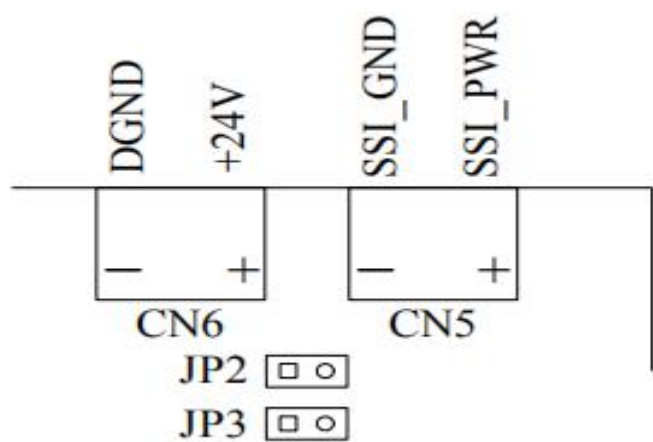 DGND
+24V
SSI_GND
SSI_PWR
— +
— +
CN6
CN5
JP2
JP3